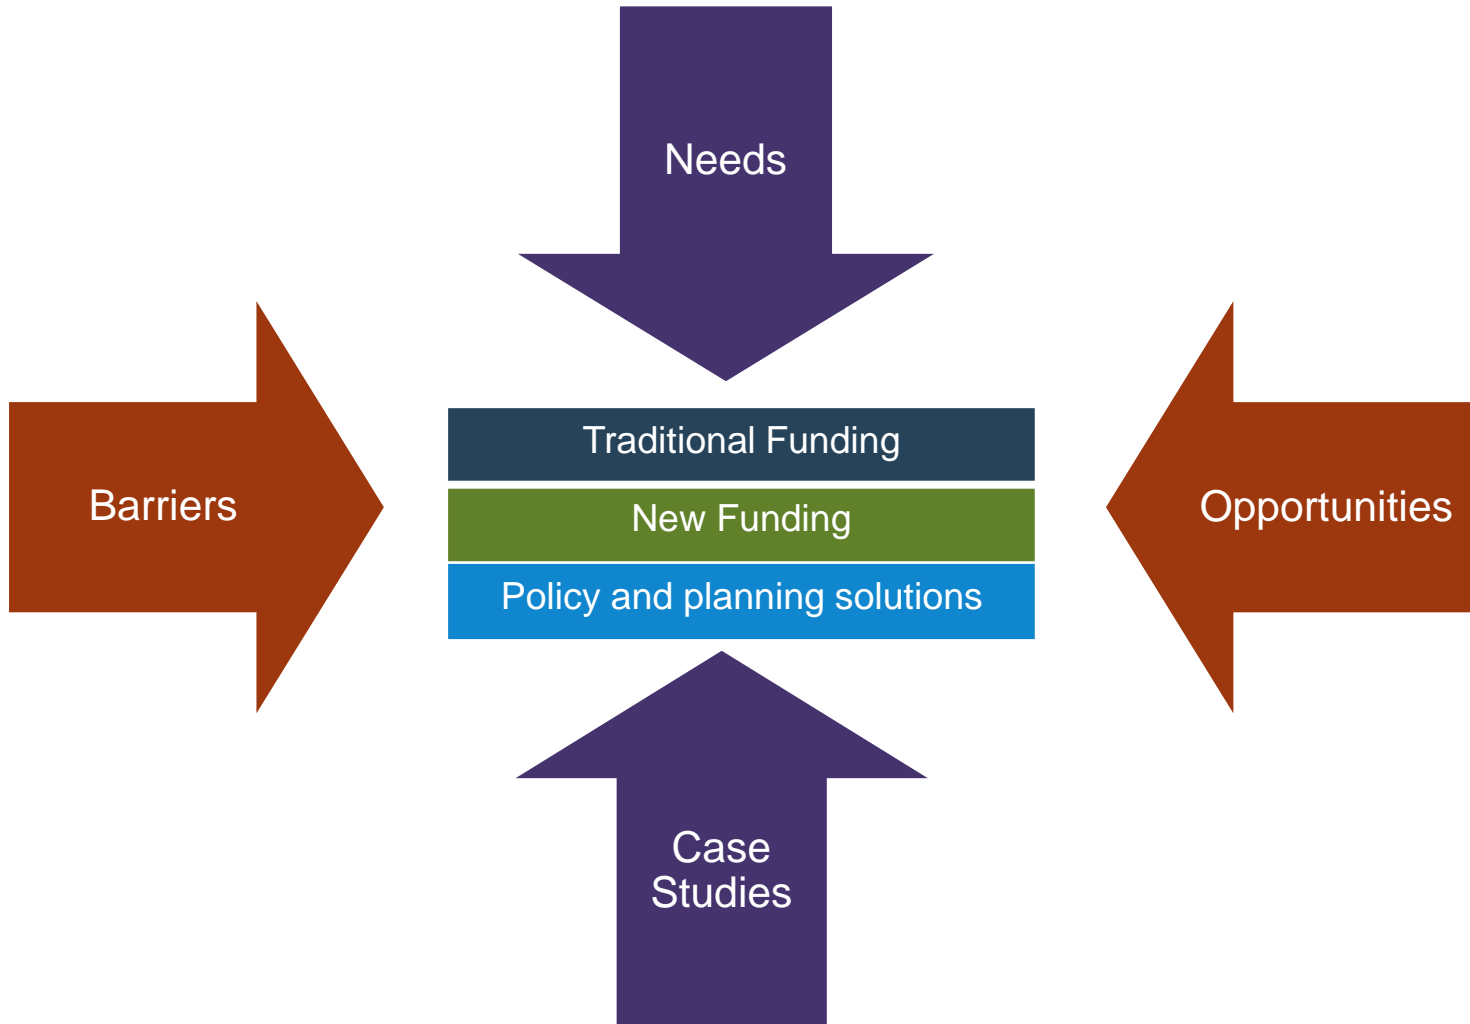 Needs
Traditional Funding
Barriers
New Funding
Opportunities
Policy and planning solutions
Case
Studies